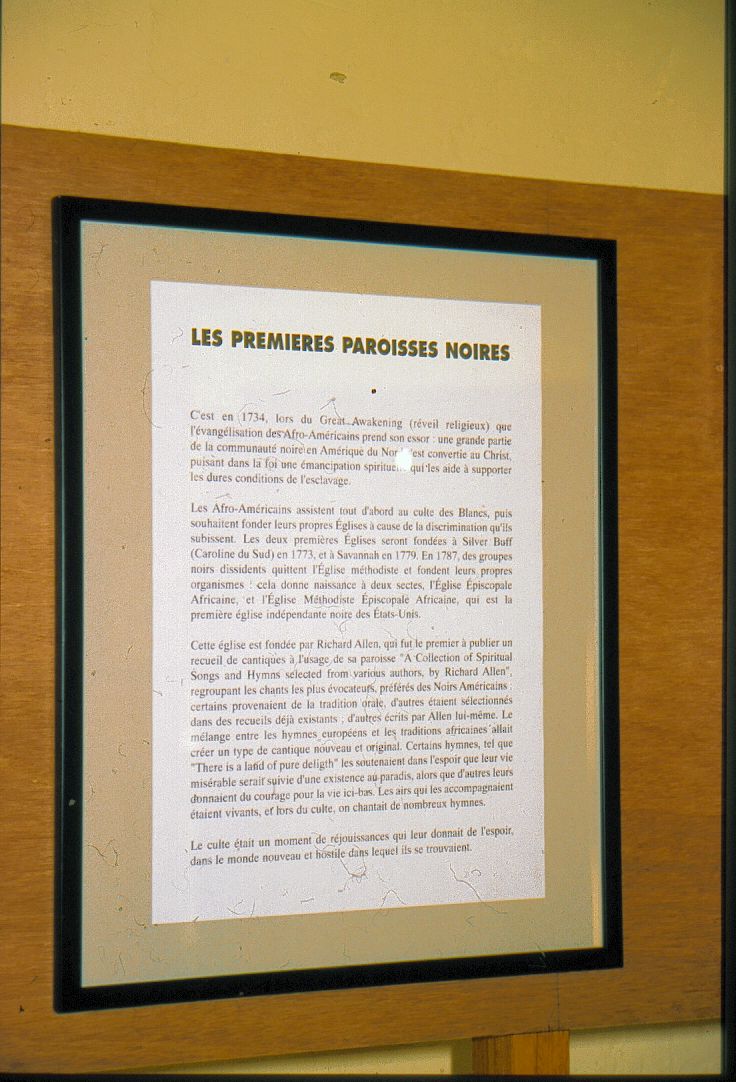 LES PREMIERES PAROISSES NOIRES
C'est en 1734, lors du Great Awakening (réveil religieux) que
l'évangélisation des Afro-Américains prend son essor : une grande partie
de la communauté noire en Amérique du Nord est convertie au Christ,
puisant dans la foi une émancipation spirituelle qui les aide à supporter
les dures conditions de l'esclavage.
Les Afro-Américains assistent tout d'abord au culte des Blancs, puis
souhaitent fonder leurs propres Églises à cause de la discrimination qu'ils
subissent. Les deux premières Églises seront fondées à Silver Buff
(Caroline du Sud) en 1773, et à Savannah en 1779. En 1787, des groupes
noirs dissidents quittent l'Église méthodiste et fondent leurs propres
organismes : cela donne naissance à deux sectes, l'Église Épiscopale
Africaine, et l'Église Méthodiste Épiscopale Africaine, qui est la
première église indépendante noire des États-Unis.
Cette église est fondée par Richard Allen, qui fut le premier à publier un
recueil de cantiques à l'usage de sa paroisse "A Collection of Spiritual
Songs and Hymns selected from various authors, by Richard Allen",
regroupant les chants les plus évocateurs, préférés des Noirs Américains :
certains provenaient de la tradition orale, d'autres étaient sélectionnés
dans des recueils déjà existants ; d'autres écrits par Allen lui-même. Le
mélange entre les hymnes européens et les traditions africaines allait
créer un type de cantique nouveau et original. Certains hymnes, tel que
"There is a land of pure deligth" les soutenaient dans l'espoir que leur vie
misérable serait suivie d'une existence au paradis, alors que d'autres leurs
donnaient du courage pour la vie ici-bas. Les airs qui les accompagnaient
étaient vivants, et lors du culte, on chantait de nombreux hymnes.
Le culte était un moment de réjouissances qui leur donnait de l'espoir,
dans le monde nouveau et hostile dans lequel ils se trouvaient.